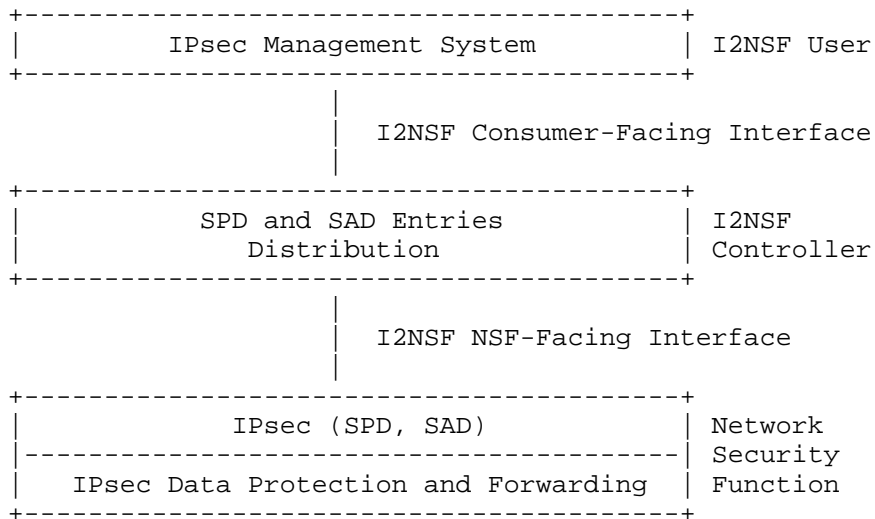 IPsec Management System I2NSF User
I2NSF Consumer-Facing Interface
SPD and SAD Entries I2NSF
Distribution Controller
I2NSF NSF-Facing Interface
IPsec (SPD, SAD) Network
Security
IPsec Data Protection and Forwarding Function